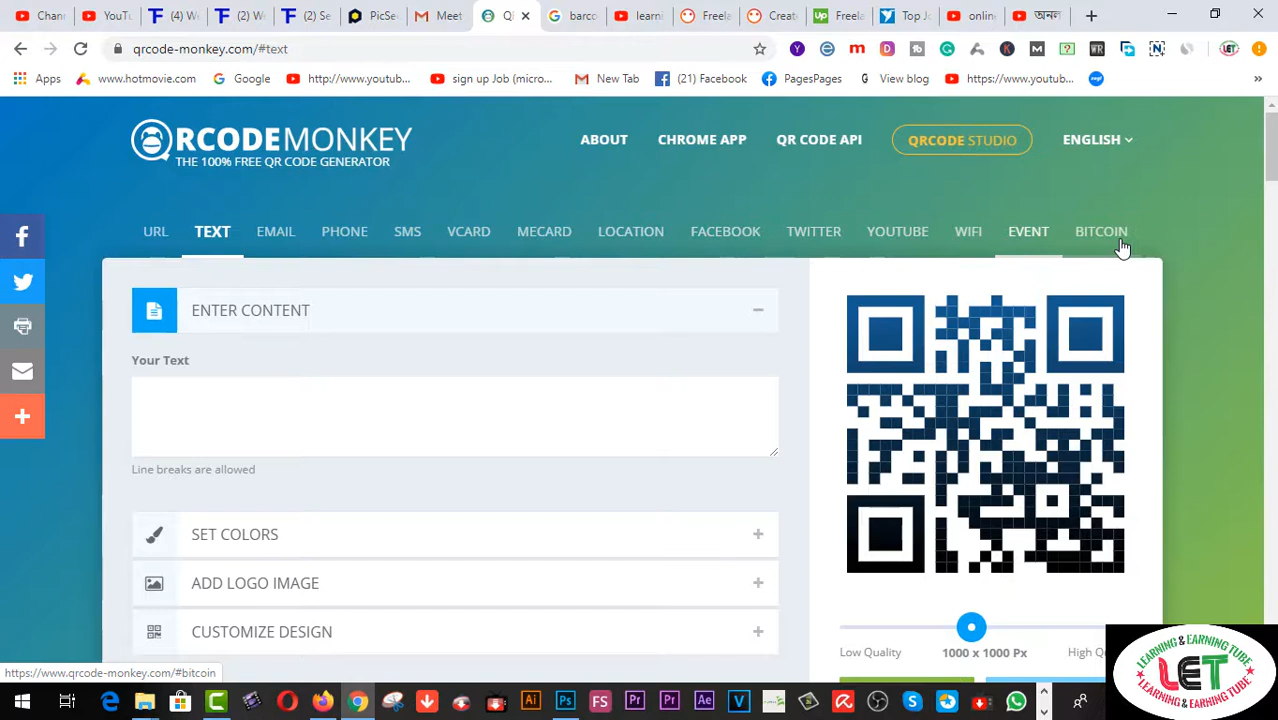 Chann
(4) W
(2) W
(2) Se
PicSe
Meet
Q
barco
learni
Freela
Create
Freela
Top J
online
অনল
qrcode-monkey.com/#text
Apps
www.hotmovie.com
Google
http://www.youtub...
sign up Job (micro...
New Tab
(21) Facebook
PagesPages
View blog
https://www.youtub...
»
QRCODEMONKEY
THE 100% FREE QR CODE GENERATOR
ABOUT
CHROME APP
QR CODE API
QRCODE STUDIO
ENGLISH
URL
TEXT
EMAIL
PHONE
SMS
VCARD
MECARD
LOCATION
FACEBOOK
TWITTER
YOUTUBE
WIFI
EVENT
BITCOIN
ENTER CONTENT
Your Text
Line breaks are allowed
SET COLORS
ADD LOGO IMAGE
CUSTOMIZE DESIGN
1000 x 1000 Px
Low Quality
High Qu
https://www.qrcode-monkey.com/#bitcoin
LEARNING & EARNING TUBE
LET
LEARNING & EARNING TUBE